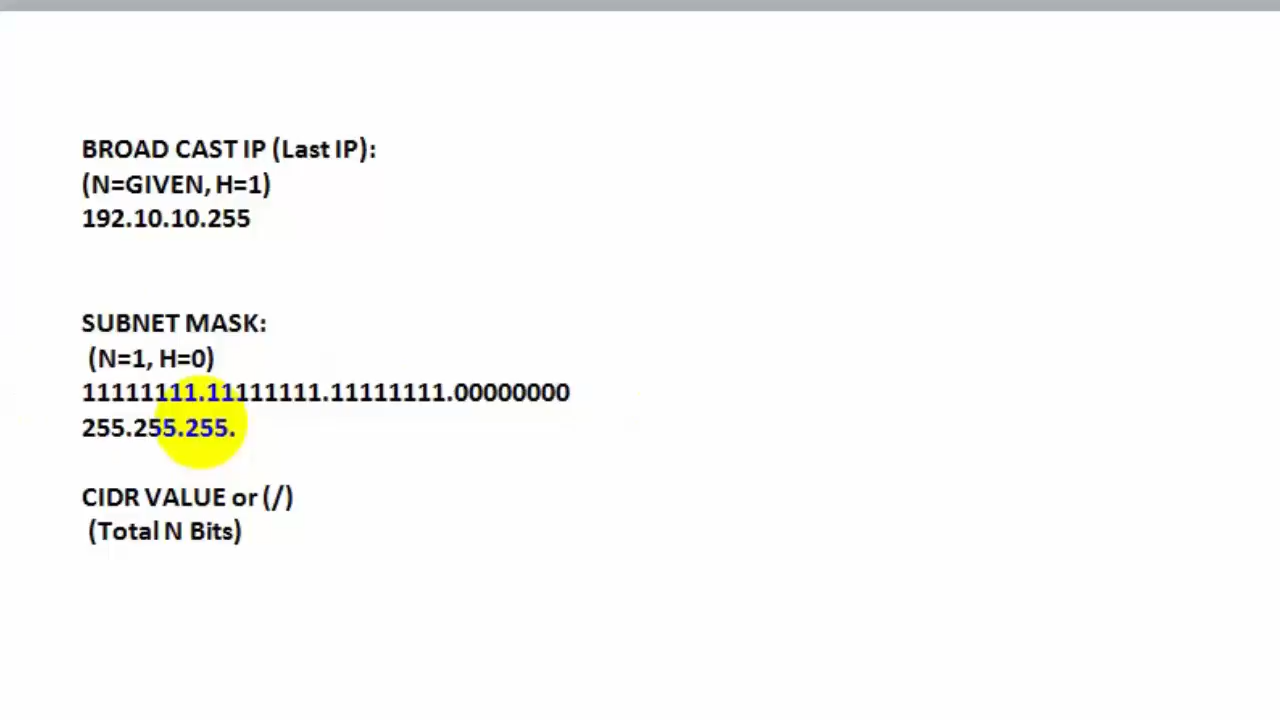 BROAD CAST IP (Last IP):
(N=GIVEN, H=1)
192.10.10.255
SUBNET MASK:
(N=1, H=0)
11111111.11111111.11111111.00000000
255.255.255.
CIDR VALUE or (/)
(Total N Bits)